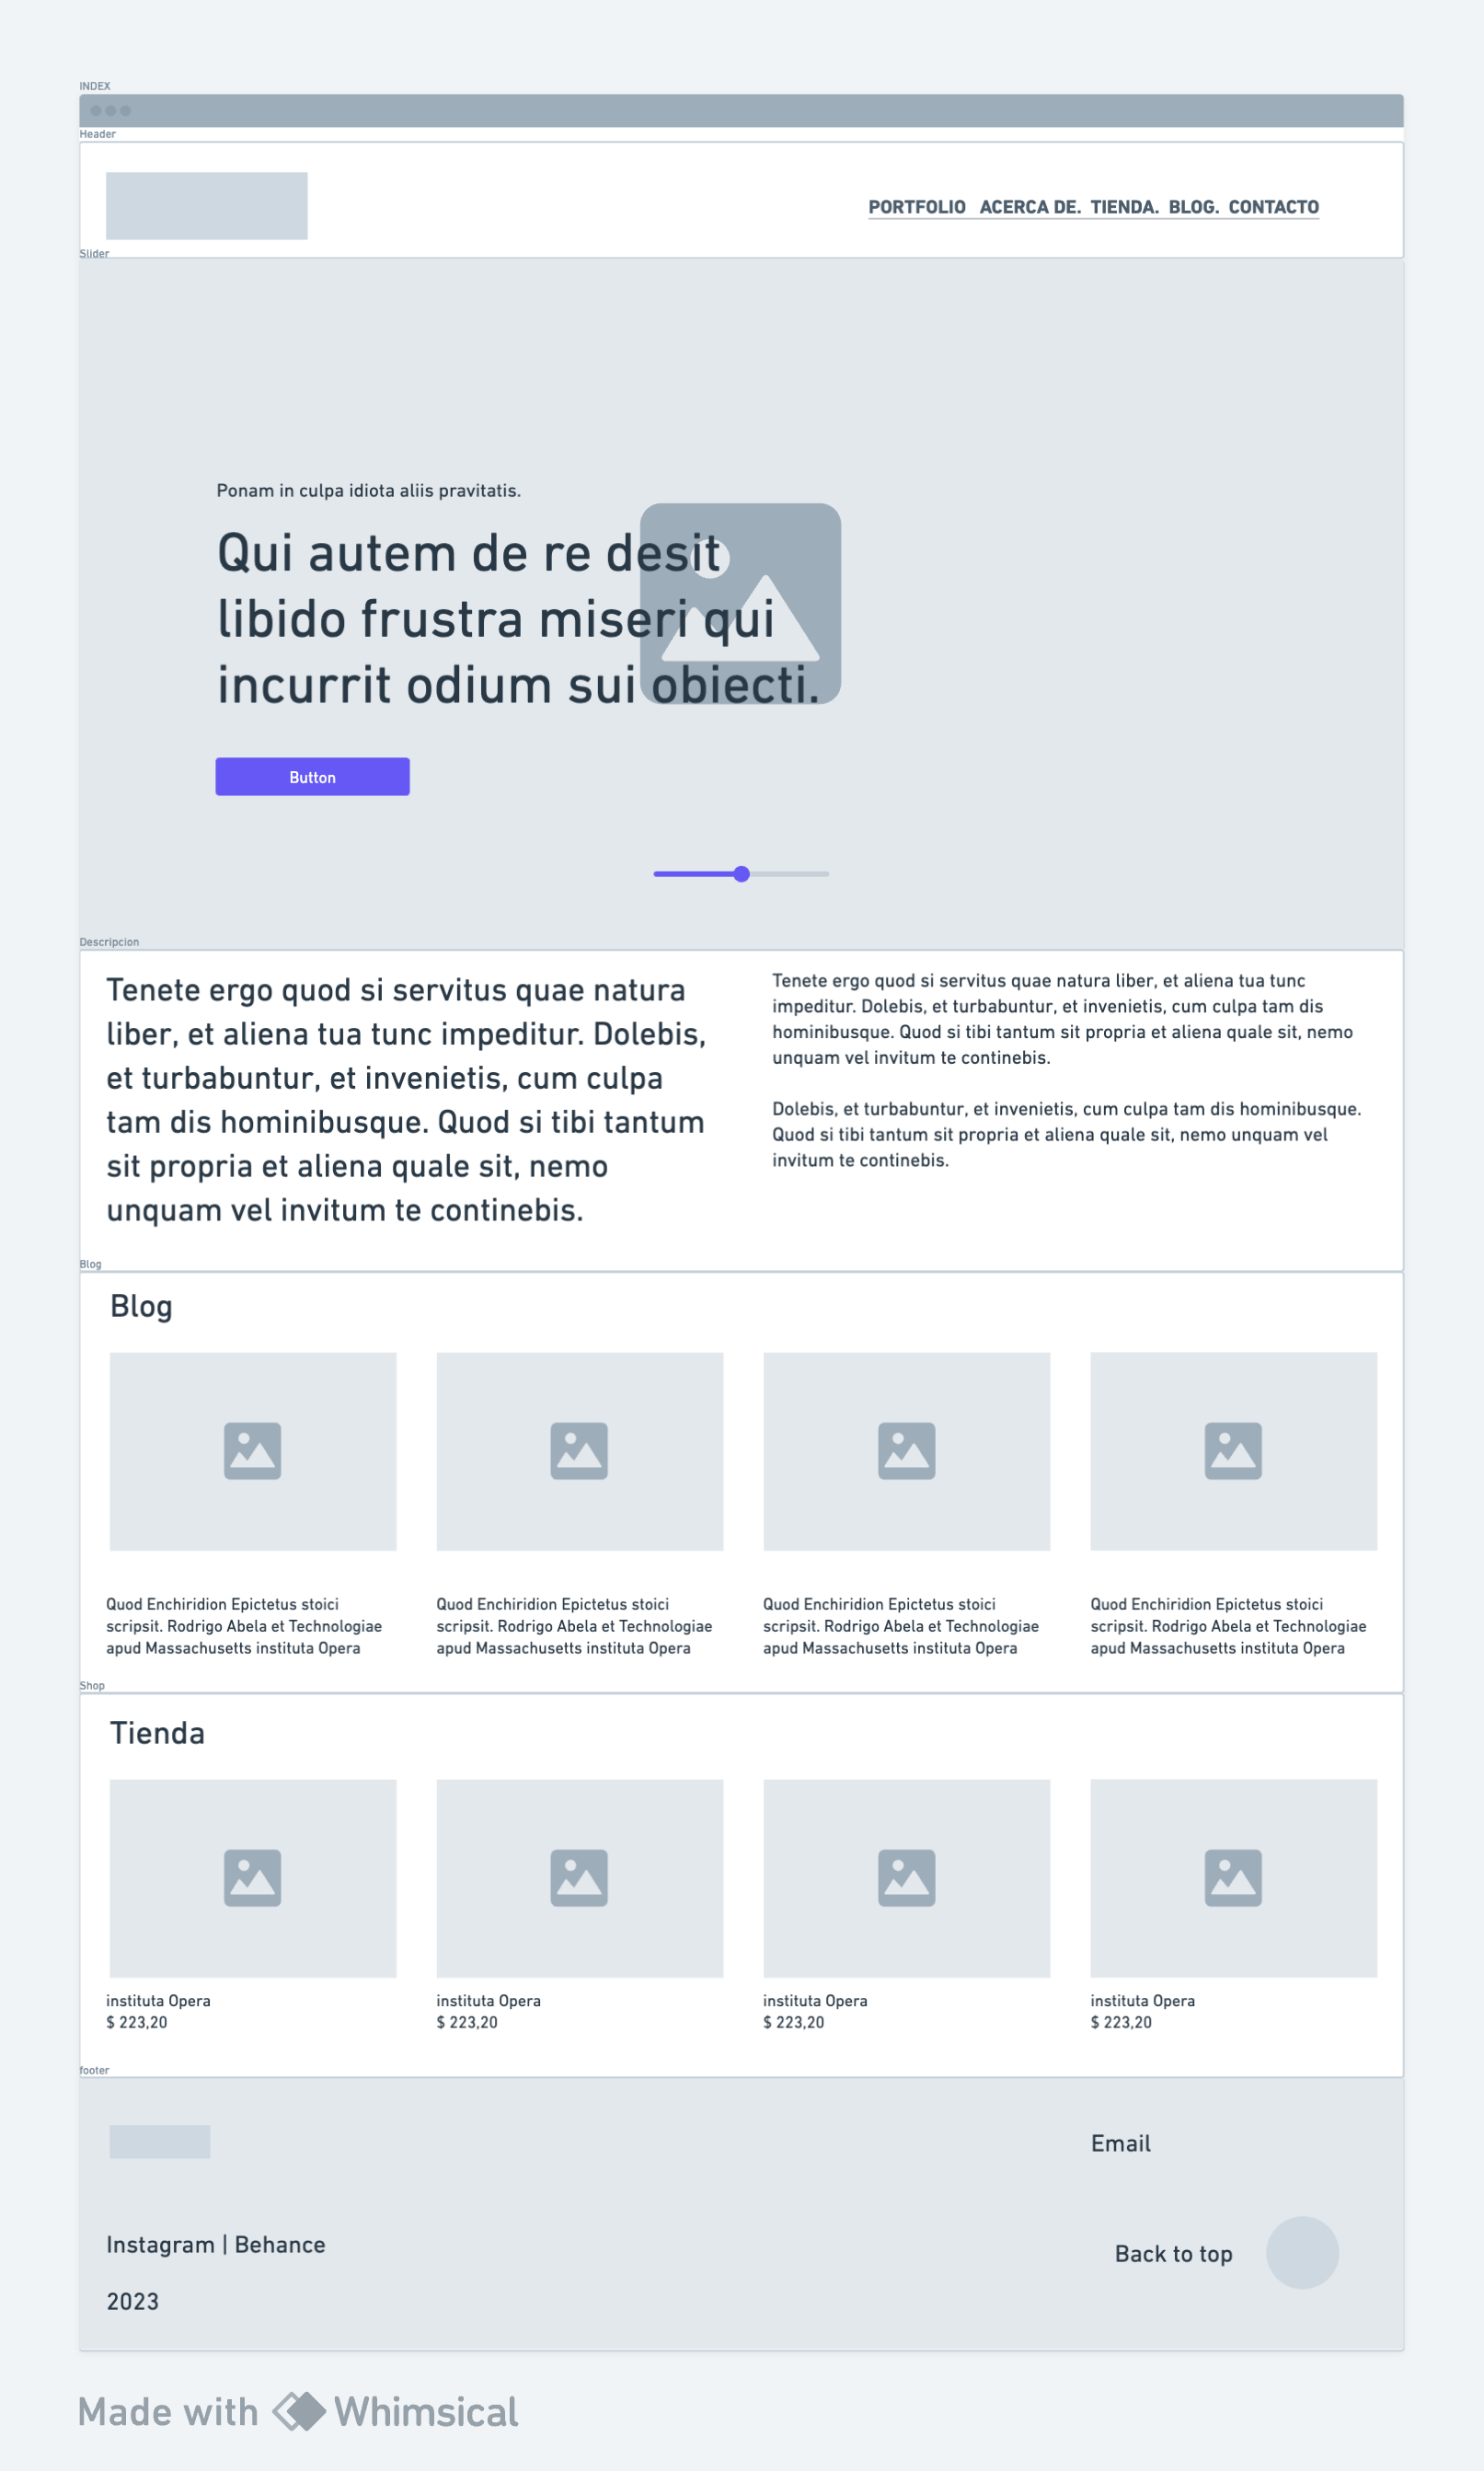 INDEX
Header
PORTFOLIO ACERCA DE. TIENDA. BLOG. CONTACTO
Slider
Ponam in culpa idiota aliis pravitatis.
Qui autem de re desit
libido frustra miseri qui
incurrit odium sui obiecti.
Button
Descripcion
Tenete ergo quod si servitus quae natura
liber, et aliena tua tunc impeditur. Dolebis,
et turbabuntur, et invenietis, cum culpa
tam dis hominibusque. Quod si tibi tantum
sit propria et aliena quale sit, nemo
unquam vel invitum te continebis.
Tenete ergo quod si servitus quae natura liber, et aliena tua tunc
impeditur. Dolebis, et turbabuntur, et invenietis, cum culpa tam dis
hominibusque. Quod si tibi tantum sit propria et aliena quale sit, nemo
unquam vel invitum te continebis.
Dolebis, et turbabuntur, et invenietis, cum culpa tam dis hominibusque.
Quod si tibi tantum sit propria et aliena quale sit, nemo unquam vel
invitum te continebis.
Blog
Blog
Quod Enchiridion Epictetus stoici
scripsit. Rodrigo Abela et Technologiae
apud Massachusetts instituta Opera
Quod Enchiridion Epictetus stoici
scripsit. Rodrigo Abela et Technologiae
apud Massachusetts instituta Opera
Quod Enchiridion Epictetus stoici
scripsit. Rodrigo Abela et Technologiae
apud Massachusetts instituta Opera
Quod Enchiridion Epictetus stoici
scripsit. Rodrigo Abela et Technologiae
apud Massachusetts instituta Opera
Shop
Tienda
instituta Opera
$ 223,20
instituta Opera
$ 223,20
instituta Opera
$ 223,20
instituta Opera
$ 223,20
footer
Email
Instagram | Behance
Back to top
2023
Made with Whimsical